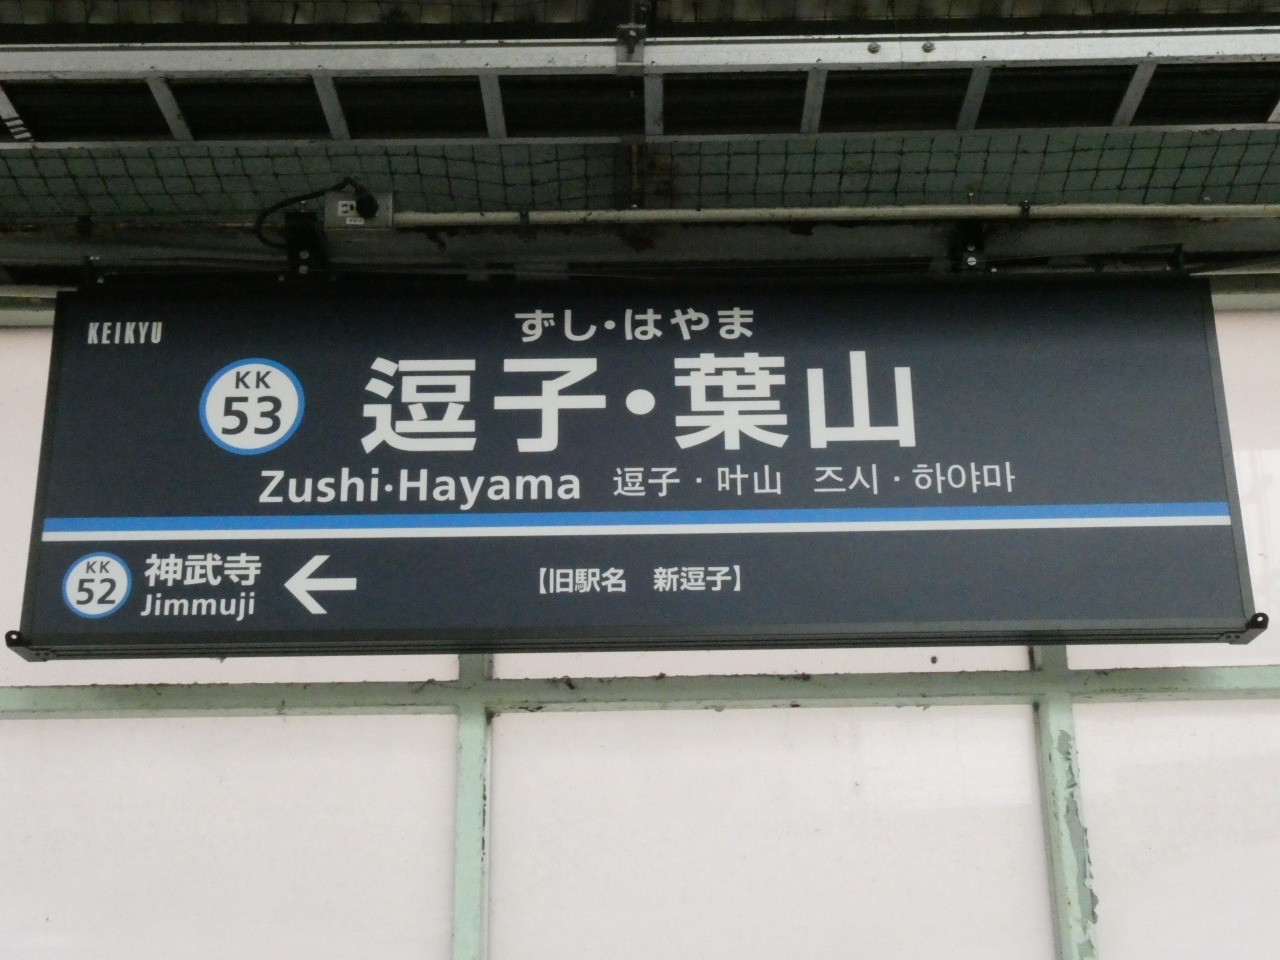 KEIKYU
ずし・はやま
KK
53
逗子・葉山
Zushi・Hayama 逗子・叶山 즈시・하야마
KK
52
神武寺
Jimmuji
【旧駅名 新逗子】